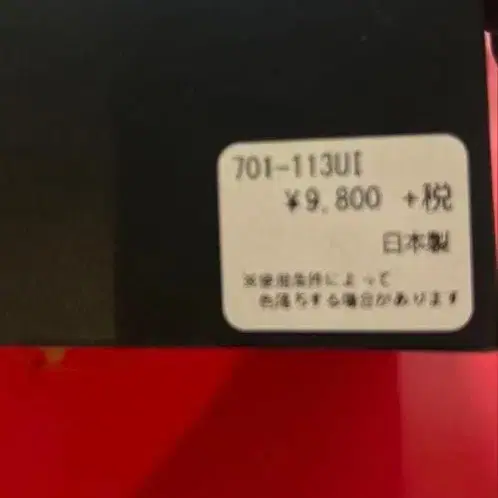 701-113UI
¥9,800 +税
日本製
※使用条件によって
色落ちする場合があります